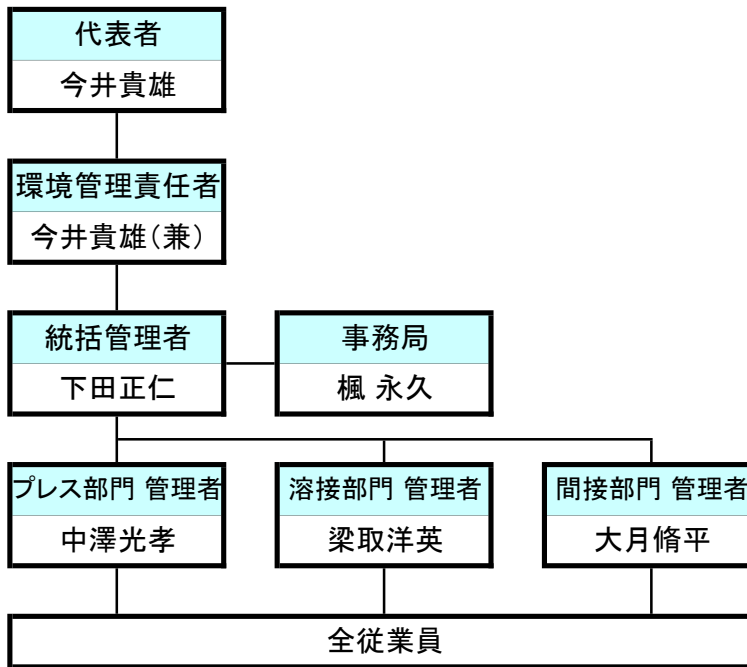 代表者
今井貴雄
環境管理責任者
今井貴雄(兼)
統括管理者
下田正仁
事務局
楓 永久
プレス部門 管理者
中澤光孝
溶接部門 管理者
梁取洋英
間接部門 管理者
大月脩平
全従業員